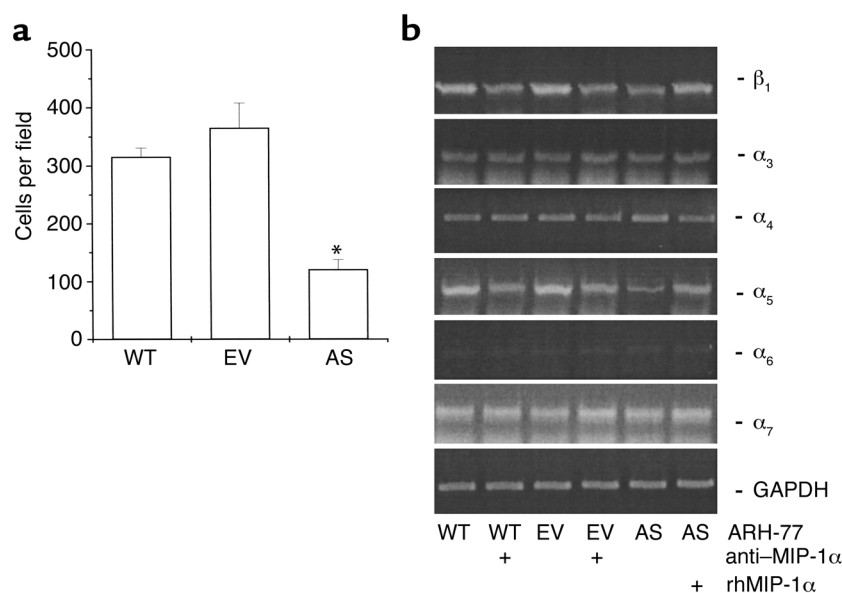 a
500
400
300
200
100
0
Cells per field
*
WT EV AS
b
- β1
- α3
- α4
- α5
- α6
- α7
- GAPDH
WT WT EV EV AS AS ARH-77
+ + anti–MIP-1α
+ rhMIP-1α